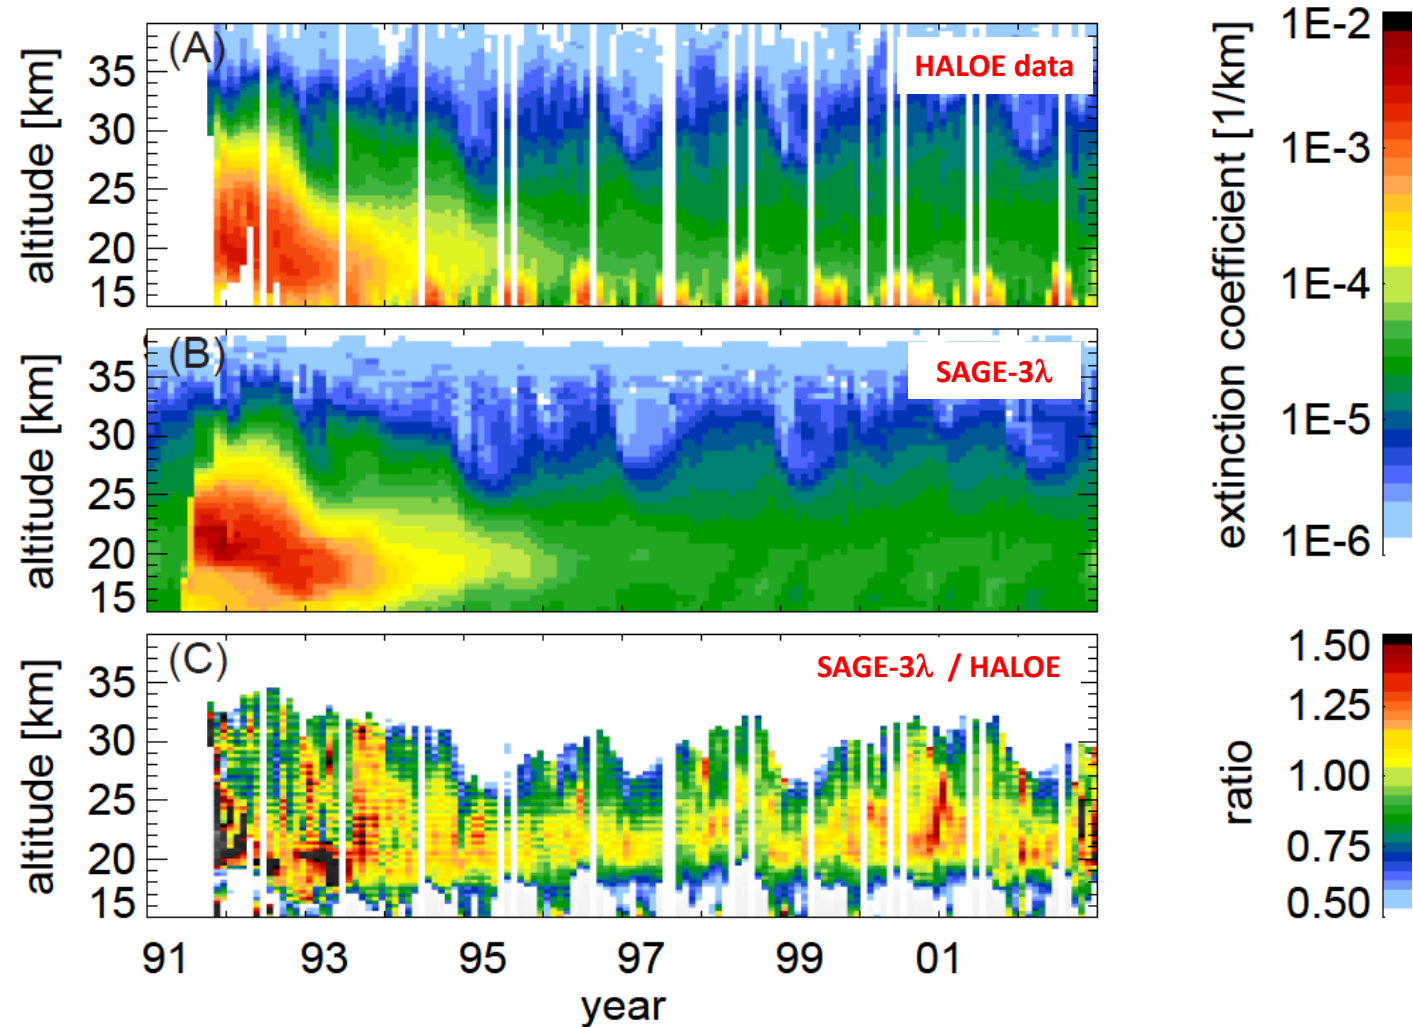 (A)
HALOE data
altitude [km]
35
30
25
20
15
(B)
SAGE-3λ
altitude [km]
35
30
25
20
15
(C)
SAGE-3λ / HALOE
altitude [km]
35
30
25
20
15
91 93 95 97 99 01
year
extinction coefficient [1/km]
1E-2
1E-3
1E-4
1E-5
1E-6
ratio
1.50
1.25
1.00
0.75
0.50